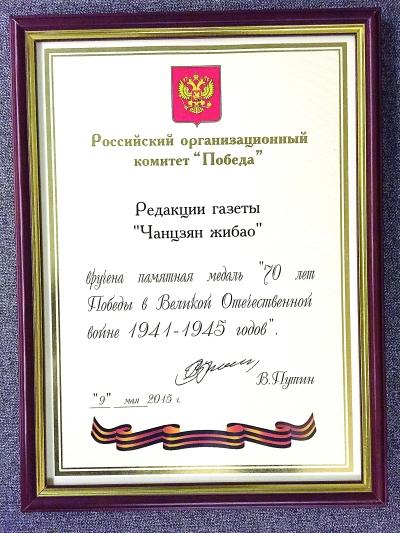 Российский организационный
комитет "Победа"
Редакции газеты
"Чанцзян жибао"
вручена памятная медаль "70 лет
Победы в Великой Отечественной
войне 1941-1945 годов".
В.Путин
"9" мая 2015 г.